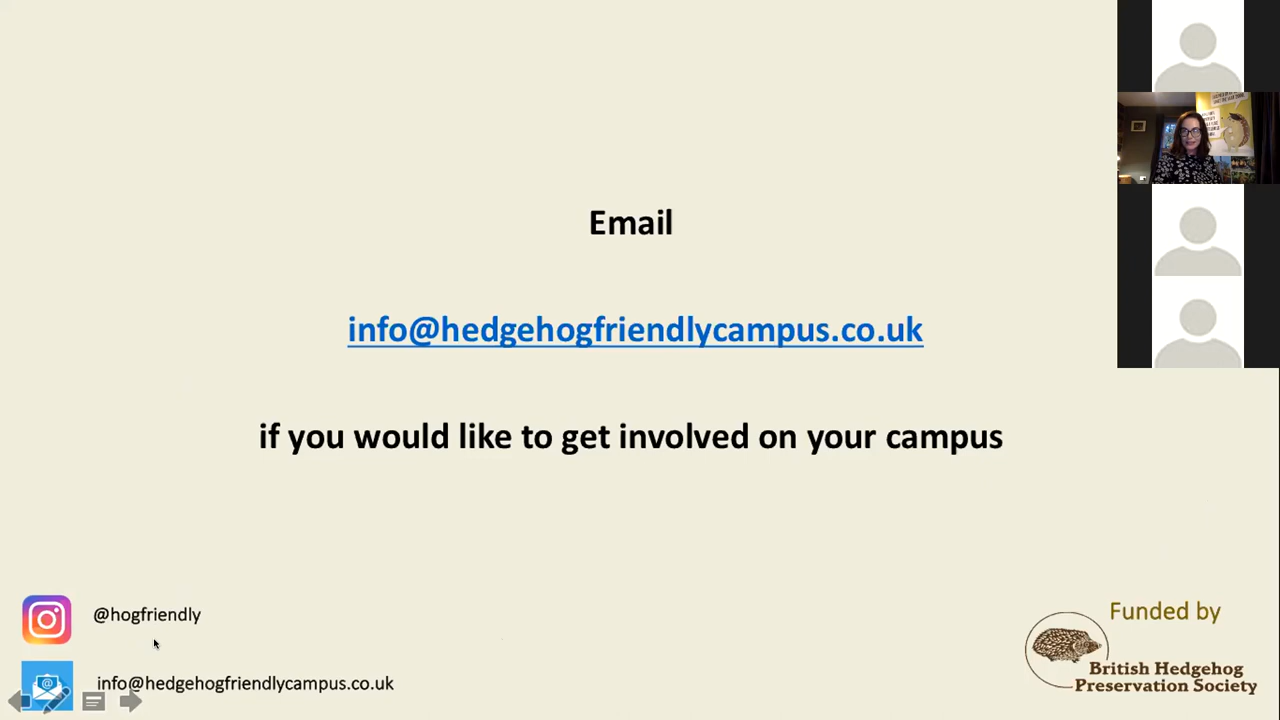 Email
info@hedgehogfriendlycampus.co.uk
if you would like to get involved on your campus
@hogfriendly
info@hedgehogfriendlycampus.co.uk
Funded by
British Hedgehog
Preservation Society